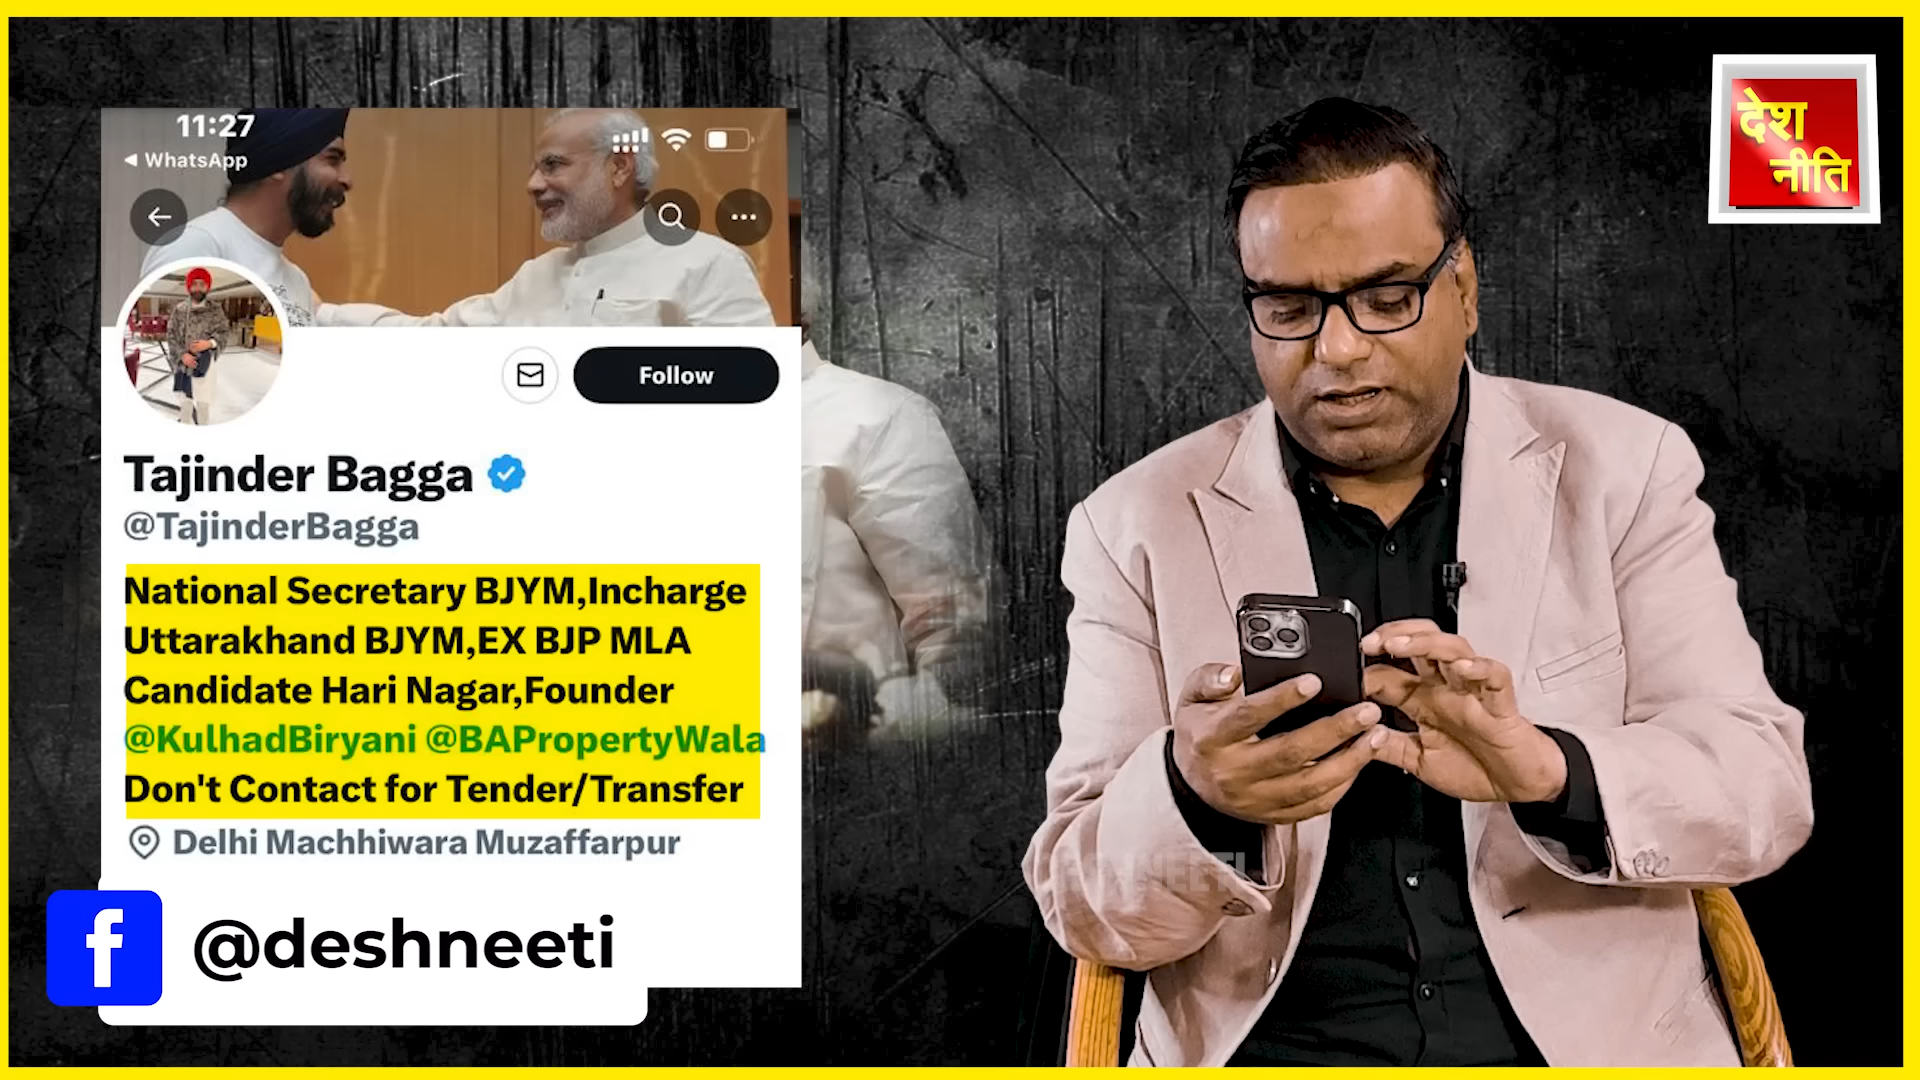 11:27
WhatsApp
देश
नीति
Follow
Tajinder Bagga
@TajinderBagga
National Secretary BJYM,Incharge
Uttarakhand BJYM,EX BJP MLA
Candidate Hari Nagar,Founder
@KulhadBiryani @BAPropertyWala
Don't Contact for Tender/Transfer
Delhi Machhiwara Muzaffarpur
DESHNEETI
f @deshneeti